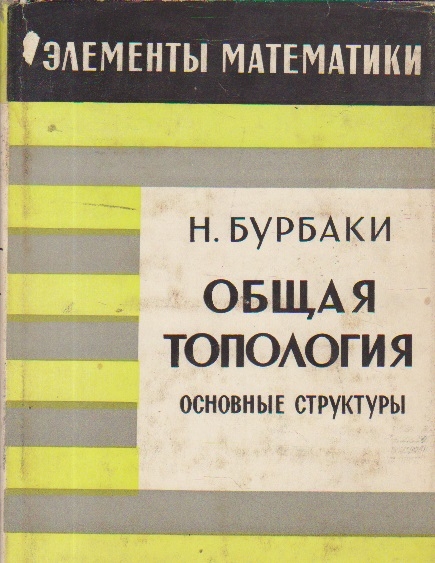 ЭЛЕМЕНТЫ МАТЕМАТИКИ
Н. БУРБАКИ
ОБЩАЯ
ТОПОЛОГИЯ
ОСНОВНЫЕ СТРУКТУРЫ